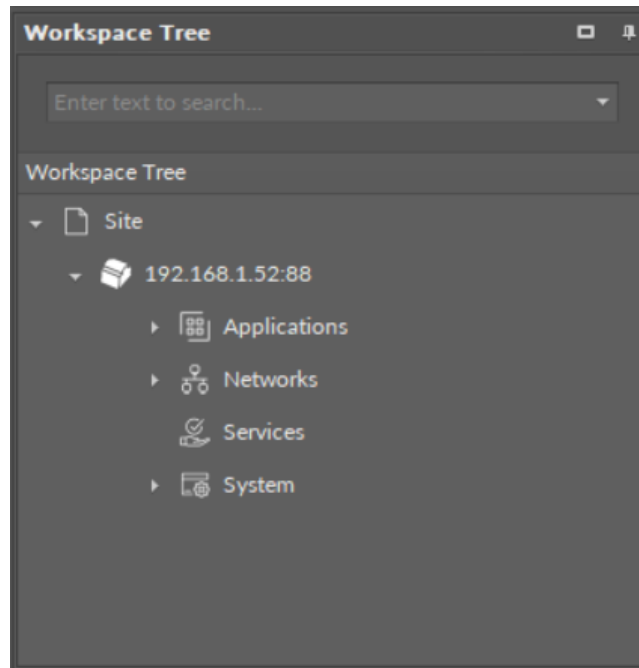 Workspace Tree
Enter text to search...
Workspace Tree
Site
192.168.1.52:88
Applications
Networks
Services
System